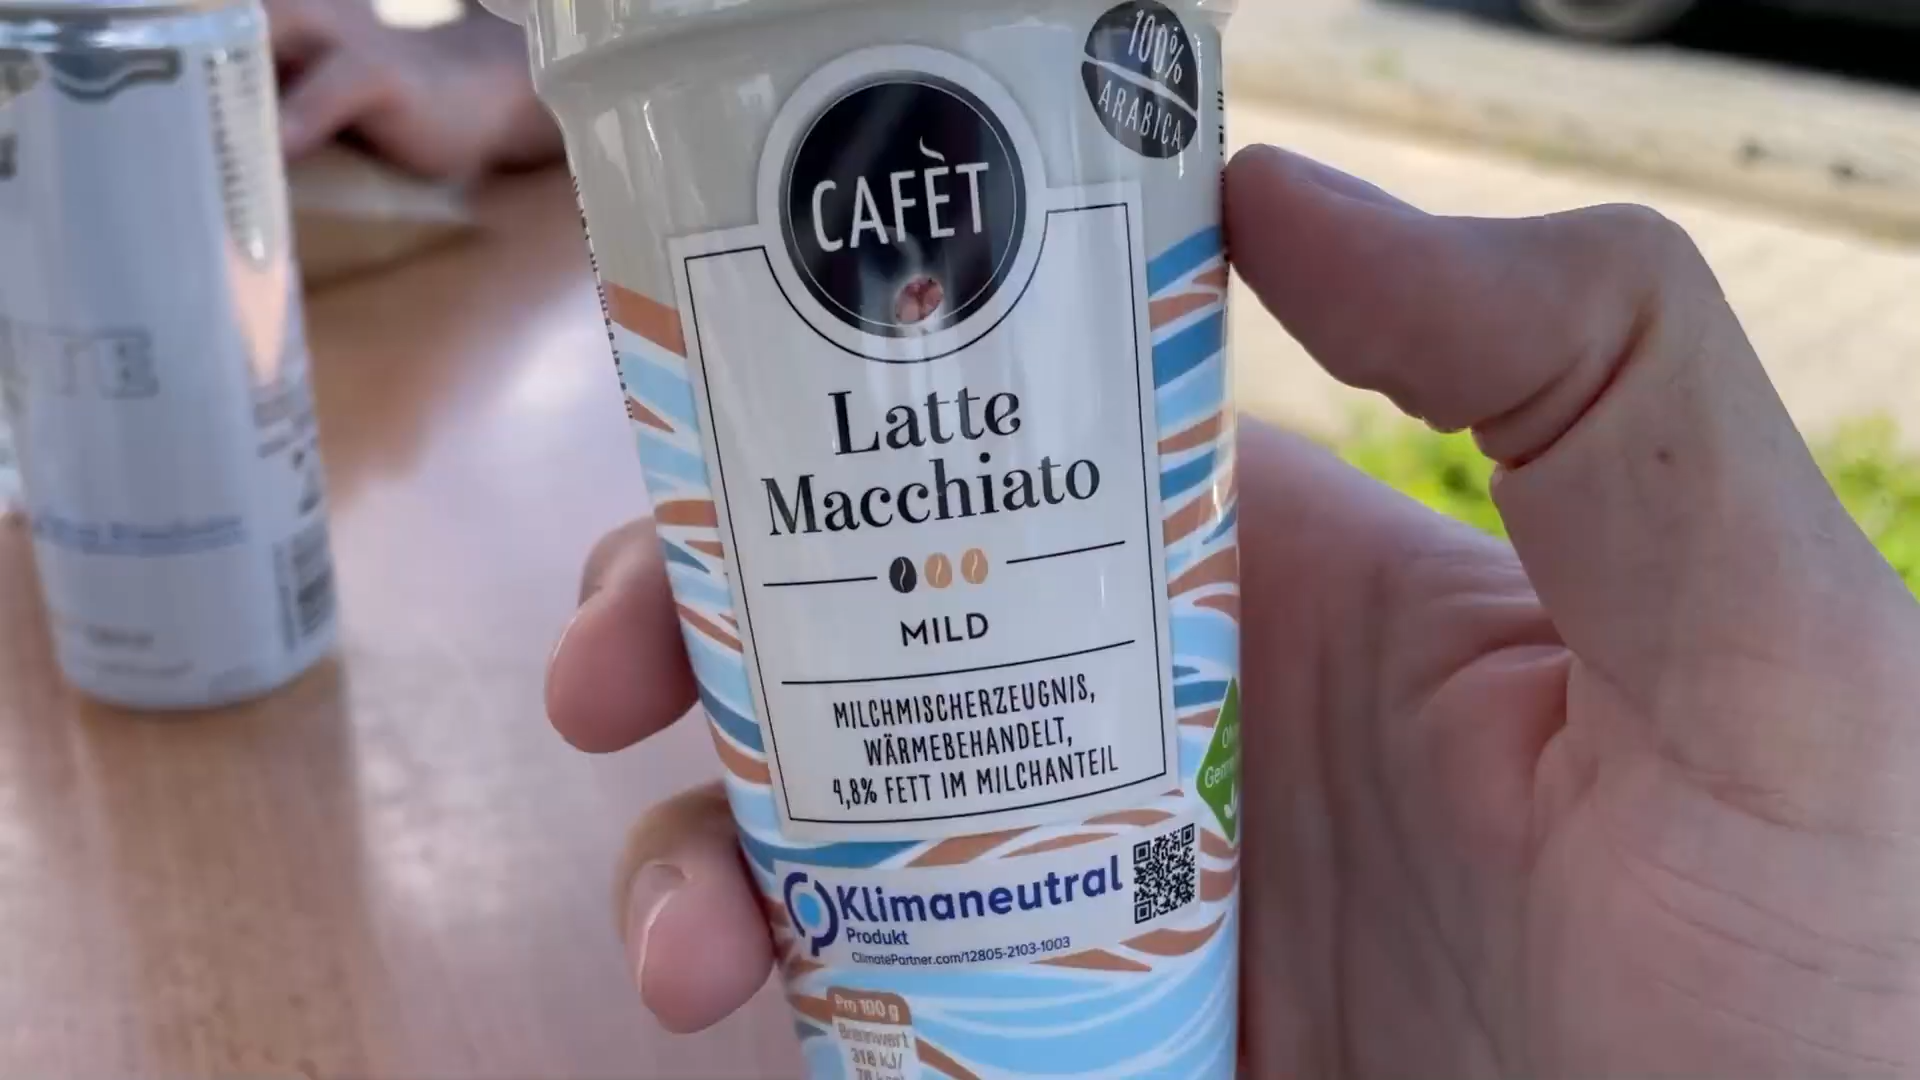 100%
ARABICA
CAFÈT
Latte
Macchiato
MILD
MILCHMISCHERZEUGNIS,
WÄRMEBEHANDELT,
4,8% FETT IM MILCHANTEIL
Klimaneutral
Produkt
ClimatePartner.com/12805-2103-1003
Pro 100 g
Brennwert
318 kJ/